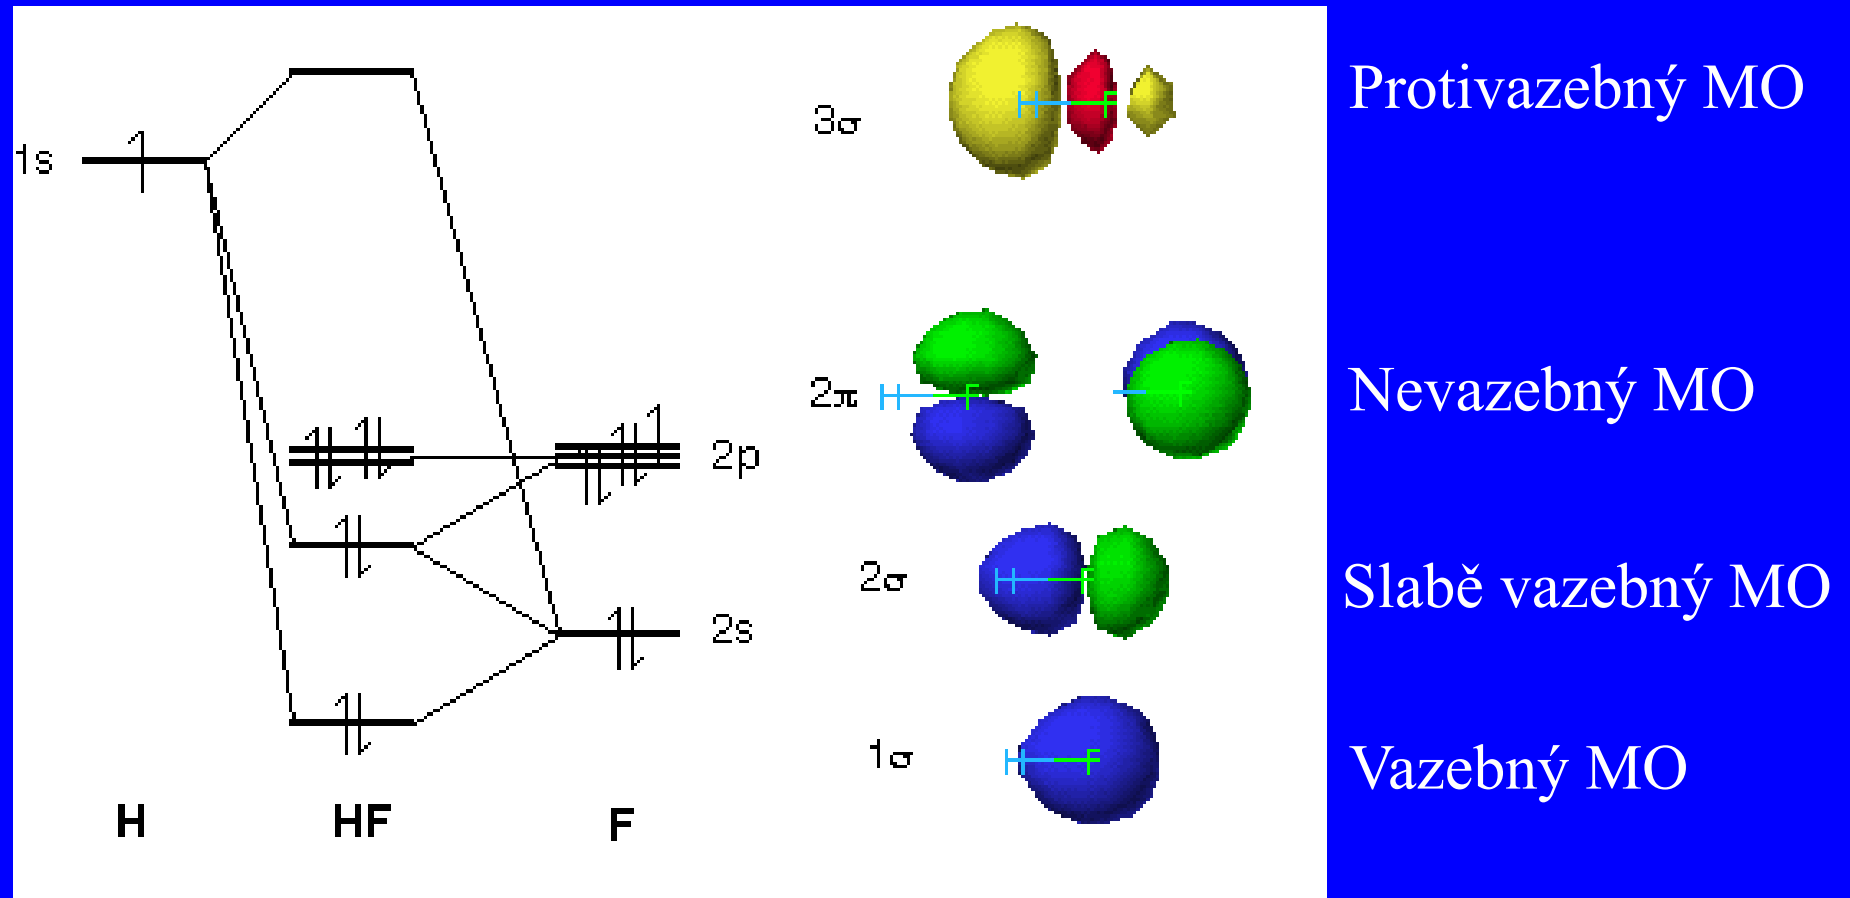 3σ
Protivazebný MO
1s
H F
2π
H F
F
Nevazebný MO
2p
2σ
H F
Slabě vazebný MO
2s
1σ
H F
Vazebný MO
H
HF
F